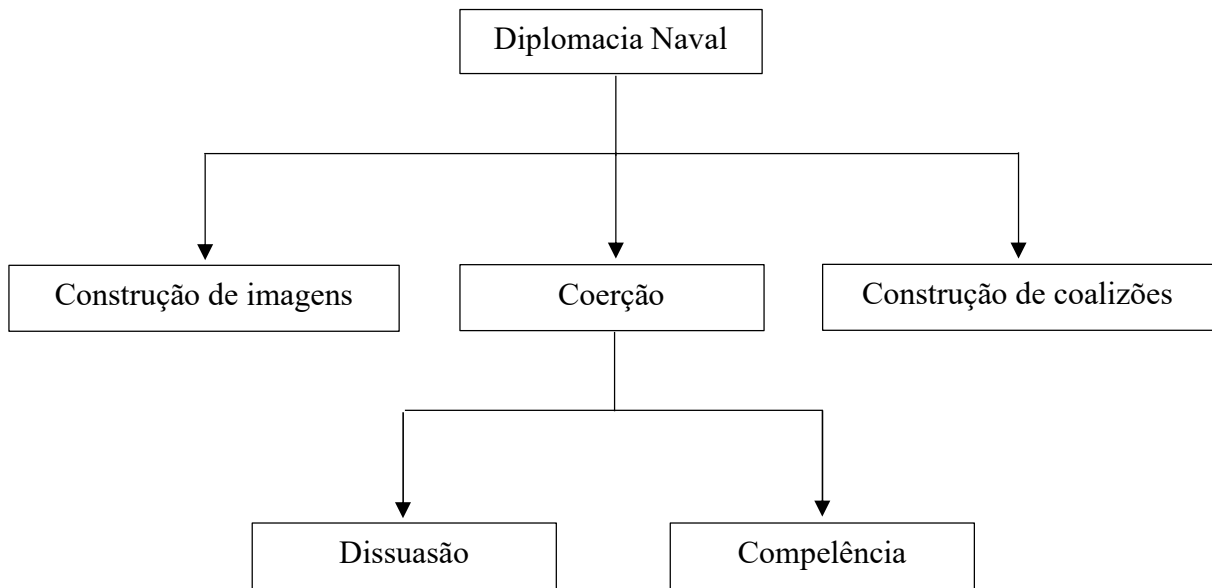 Diplomacia Naval
Construção de imagens
Coerção
Construção de coalizões
Dissuasão
Compelência